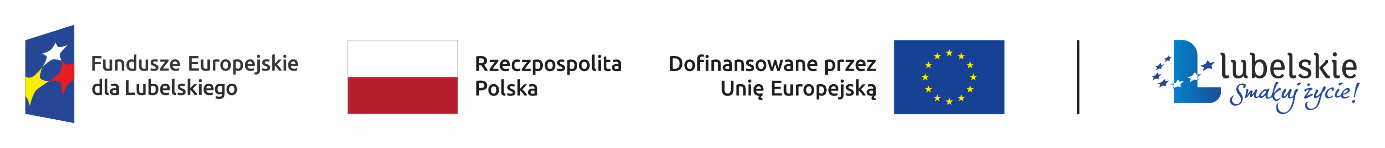 Fundusze Europejskie
dla Lubelskiego
Rzeczpospolita
Polska
Dofinansowane przez
Unię Europejską
lubelskie
Smakuj życie!